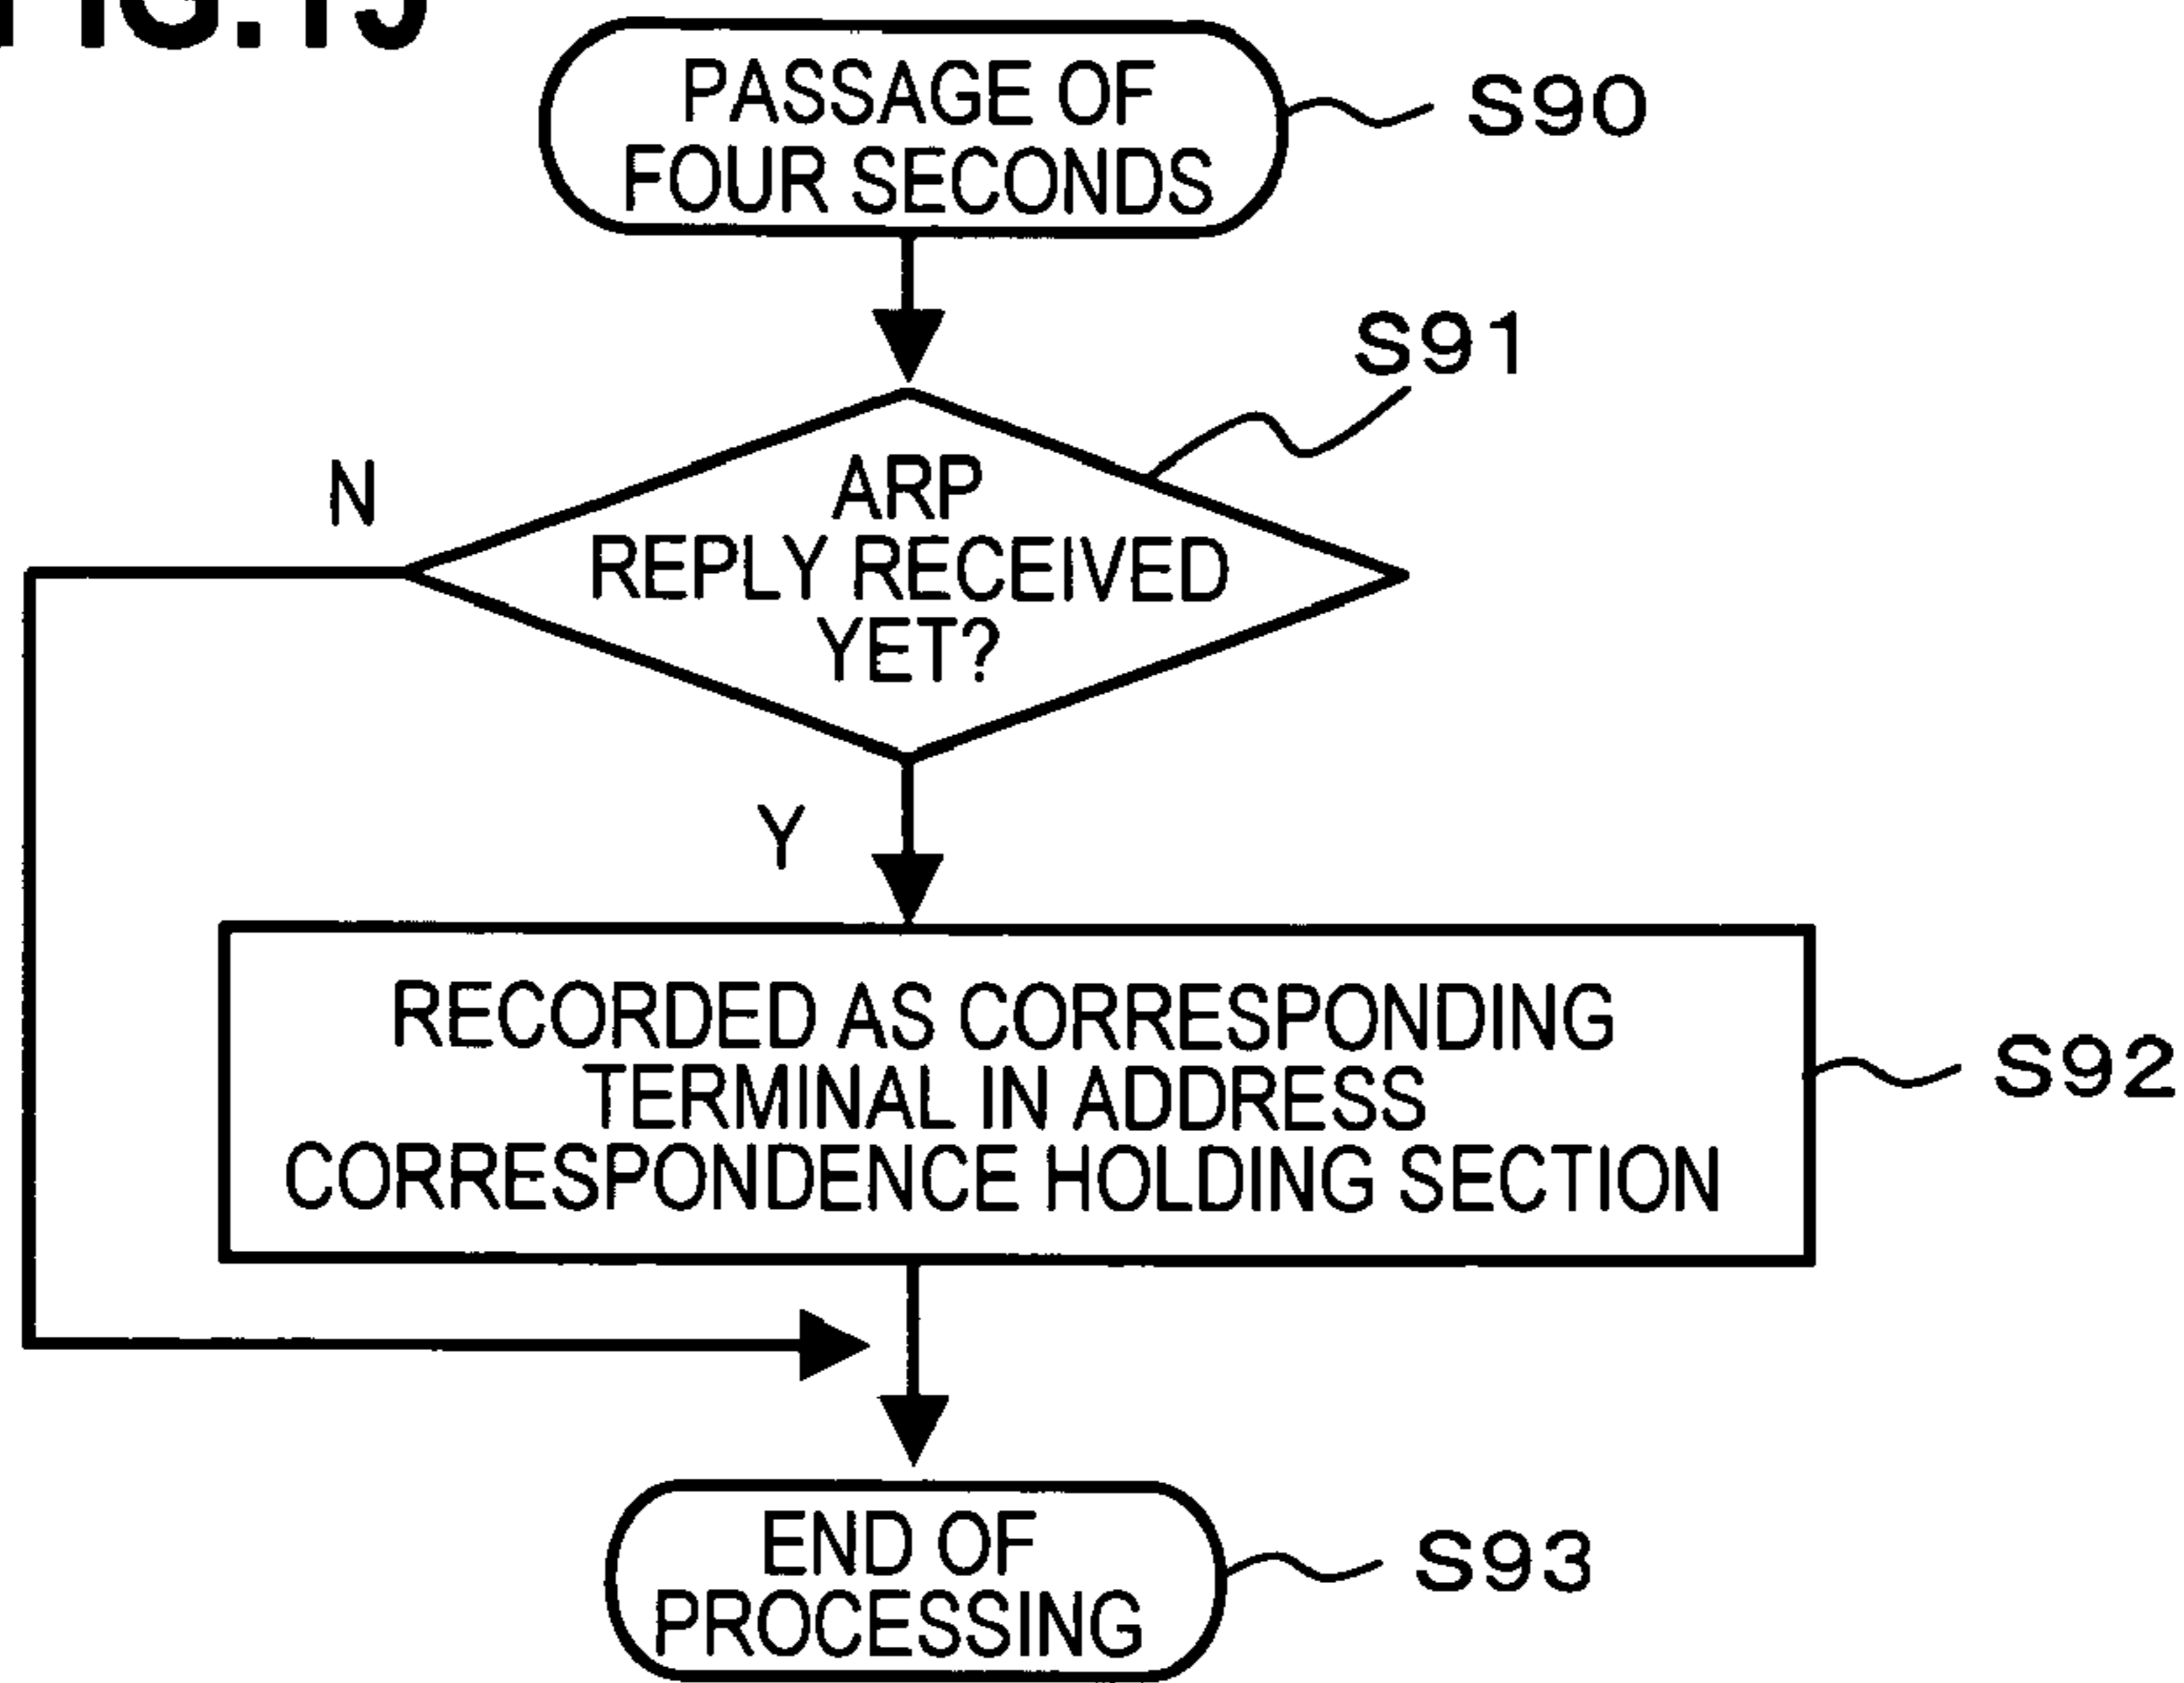 PASSAGE OF
FOUR SECONDS
S90
S91
N
ARP
REPLY RECEIVED
YET?
Y
RECORDED AS CORRESPONDING
TERMINAL IN ADDRESS
CORRESPONDENCE HOLDING SECTION
S92
END OF
PROCESSING
S93